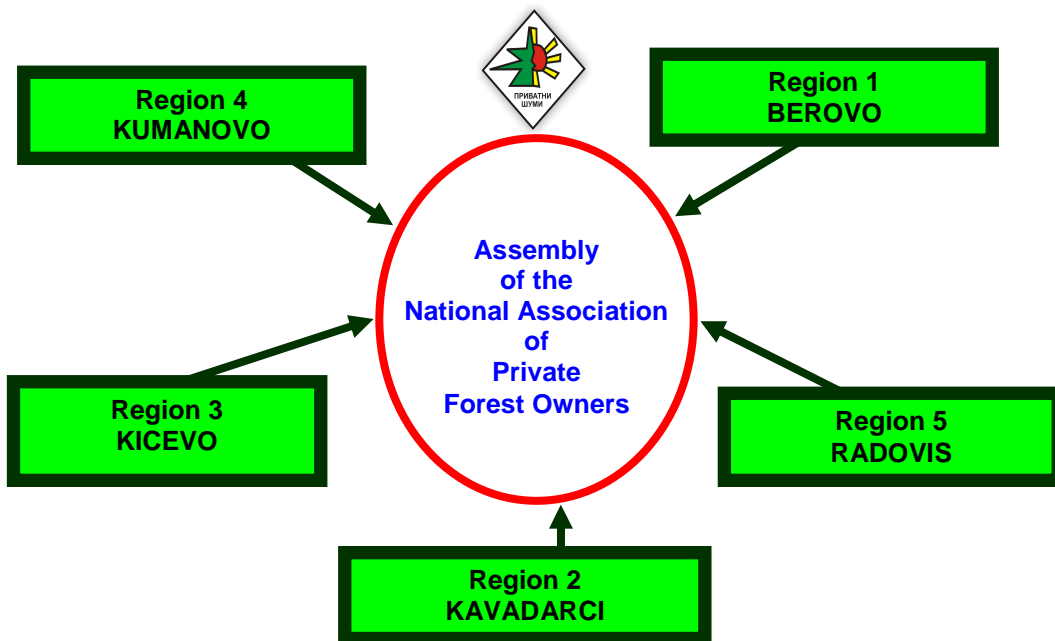 ПРИВАТНИ
ШУМИ
Region 4
KUMANOVO
Region 1
BEROVO
Assembly
of the
National Association
of
Private
Forest Owners
Region 3
KICEVO
Region 5
RADOVIS
Region 2
KAVADARCI